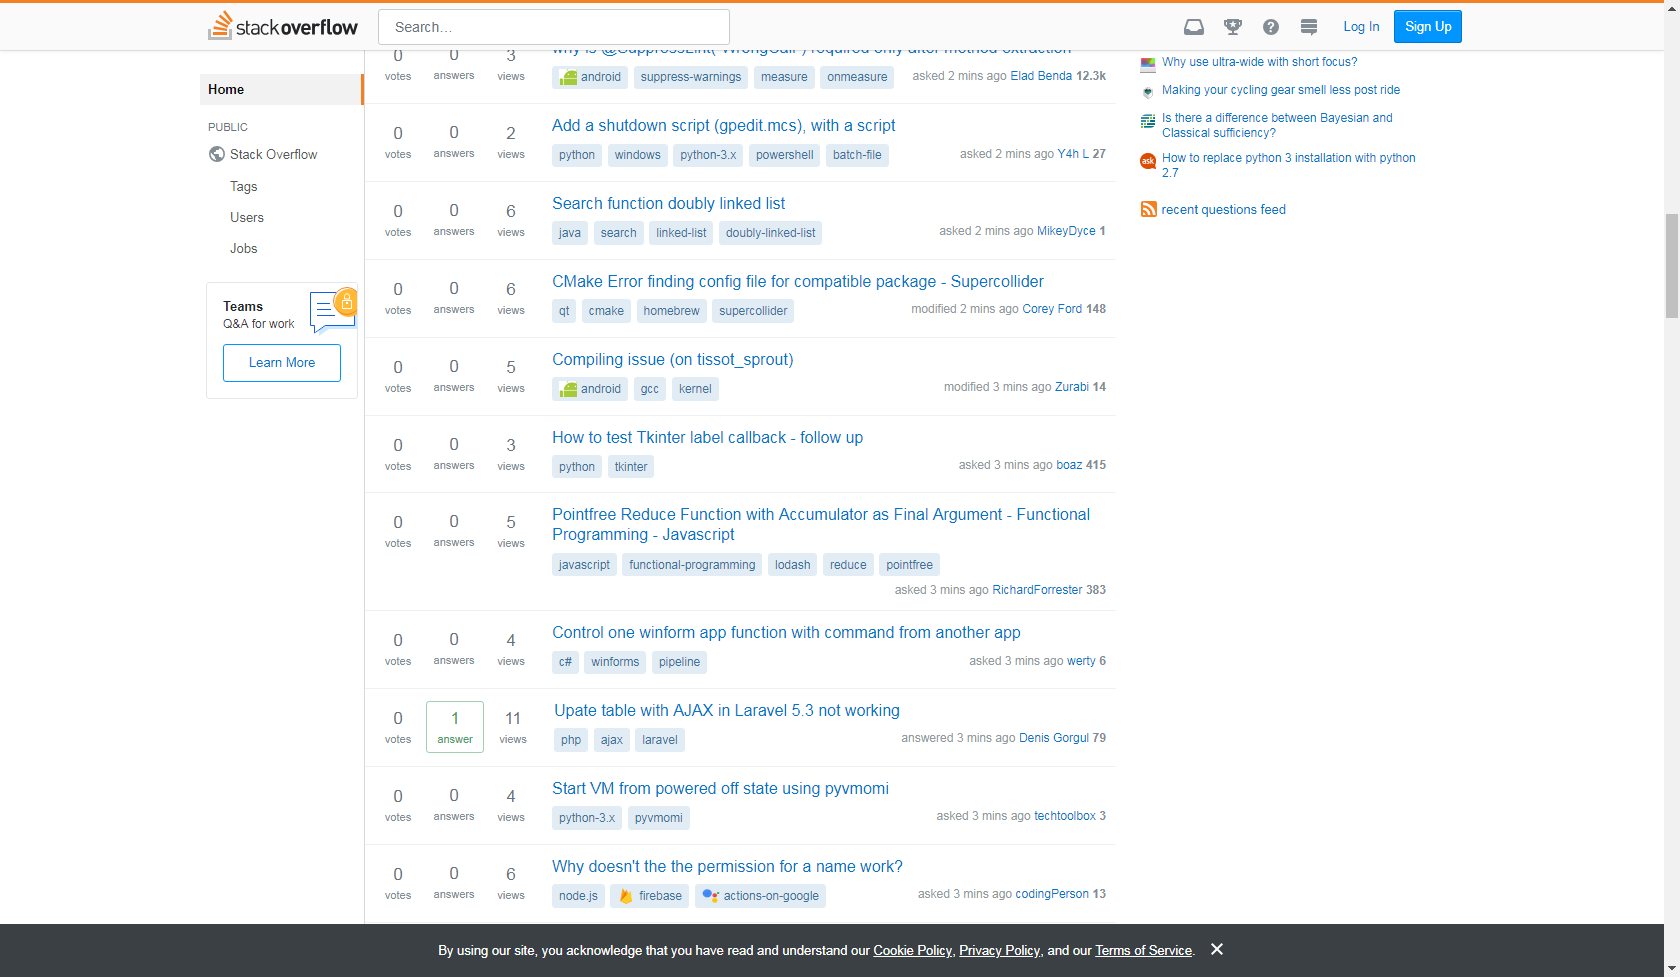 stackoverflow
Search...
Log In
Sign Up
Home
PUBLIC
Stack Overflow
Tags
Users
Jobs
Teams
Q&A for work
Learn More
0 votes 0 answers 3 views
why is @SuppressLint("WrongCall") required only after method extraction
android suppress-warnings measure onmeasure
asked 2 mins ago Elad Benda 12.3k
0 votes 0 answers 2 views
Add a shutdown script (gpedit.mcs), with a script
python windows python-3.x powershell batch-file
asked 2 mins ago Y4h L 27
0 votes 0 answers 6 views
Search function doubly linked list
java search linked-list doubly-linked-list
asked 2 mins ago MikeyDyce 1
0 votes 0 answers 6 views
CMake Error finding config file for compatible package - Supercollider
qt cmake homebrew supercollider
modified 2 mins ago Corey Ford 148
0 votes 0 answers 5 views
Compiling issue (on tissot_sprout)
android gcc kernel
modified 3 mins ago Zurabi 14
0 votes 0 answers 3 views
How to test Tkinter label callback - follow up
python tkinter
asked 3 mins ago boaz 415
0 votes 0 answers 5 views
Pointfree Reduce Function with Accumulator as Final Argument - Functional
Programming - Javascript
javascript functional-programming lodash reduce pointfree
asked 3 mins ago RichardForrester 383
0 votes 0 answers 4 views
Control one winform app function with command from another app
c# winforms pipeline
asked 3 mins ago werty 6
0 votes 1 answer 11 views
Upate table with AJAX in Laravel 5.3 not working
php ajax laravel
answered 3 mins ago Denis Gorgul 79
0 votes 0 answers 4 views
Start VM from powered off state using pyvmomi
python-3.x pyvmomi
asked 3 mins ago techtoolbox 3
0 votes 0 answers 6 views
Why doesn't the the permission for a name work?
node.js firebase actions-on-google
asked 3 mins ago codingPerson 13
Why use ultra-wide with short focus?
Making your cycling gear smell less post ride
Is there a difference between Bayesian and
Classical sufficiency?
ask
How to replace python 3 installation with python
2.7
recent questions feed
By using our site, you acknowledge that you have read and understand our Cookie Policy, Privacy Policy, and our Terms of Service.